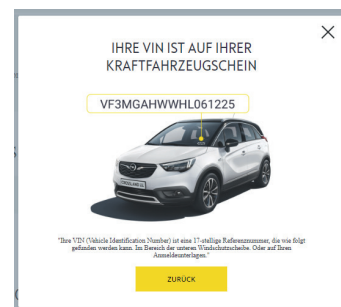 IHRE VIN IST AUF IHRER
KRAFTFAHRZEUGSCHEIN
VF3MGAHWWHL061225
"Ihre VIN (Vehicle Identification Number) ist eine 17-stellige Referenznummer, die wie folgt
gefunden werden kann. Im Bereich der unteren Windschutzscheibe. Oder auf Ihren
Anmeldeunterlagen."
ZURÜCK